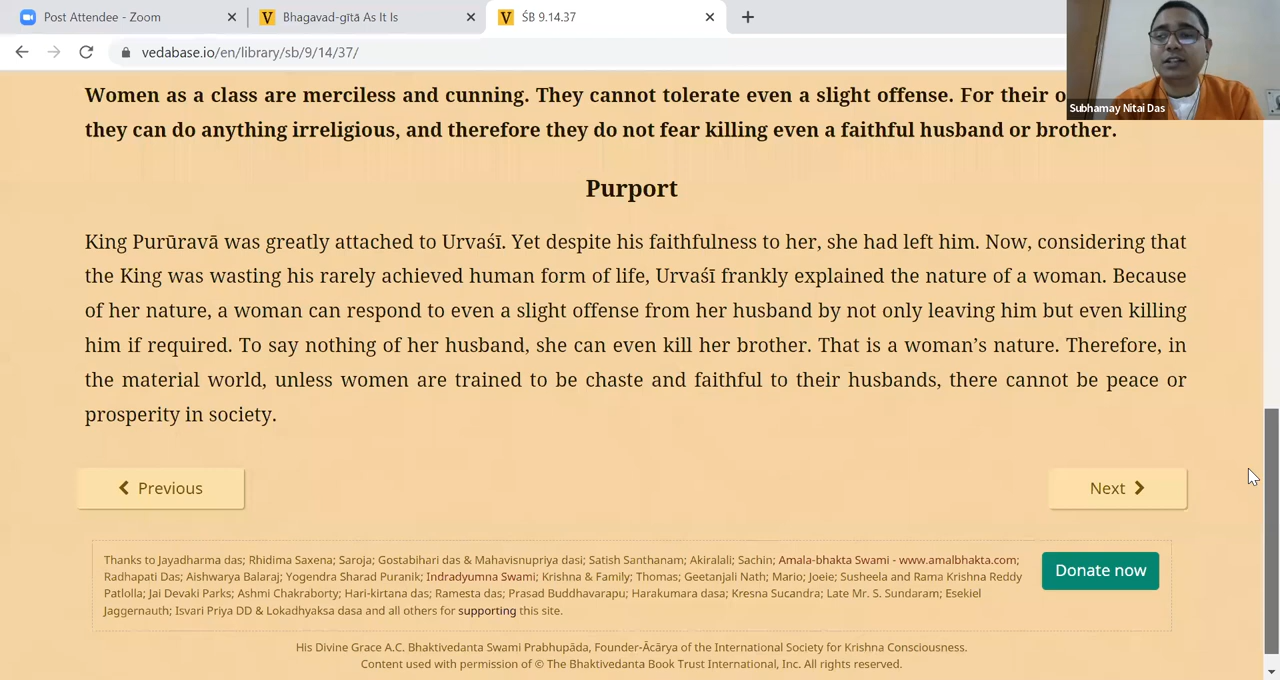 Post Attendee - Zoom
Bhagavad-gītā As It Is
ŚB 9.14.37
vedabase.io/en/library/sb/9/14/37/
Subhamay Nitai Das
Women as a class are merciless and cunning. They cannot tolerate even a slight offense. For their
they can do anything irreligious, and therefore they do not fear killing even a faithful husband or brother.
Purport
King Purūravā was greatly attached to Urvaśī. Yet despite his faithfulness to her, she had left him. Now, considering that
the King was wasting his rarely achieved human form of life, Urvaśī frankly explained the nature of a woman. Because
of her nature, a woman can respond to even a slight offense from her husband by not only leaving him but even killing
him if required. To say nothing of her husband, she can even kill her brother. That is a woman’s nature. Therefore, in
the material world, unless women are trained to be chaste and faithful to their husbands, there cannot be peace or
prosperity in society.
Previous
Next
Thanks to Jayadharma das; Rhidima Saxena; Saroja; Gostabihari das & Mahavisnupriya dasi; Satish Santhanam; Akiralali; Sachin; Amala-bhakta Swami - www.amalbhakta.com;
Radhapati Das; Aishwarya Balaraj; Yogendra Sharad Puranik; Indradyumna Swami; Krishna & Family; Thomas; Geetanjali Nath; Mario; Joeie; Susheela and Rama Krishna Reddy
Patlolla; Jai Devaki Parks; Ashmi Chakraborty; Hari-kirtana das; Ramesta das; Prasad Buddhavarapu; Harakumara dasa; Kresna Sucandra; Late Mr. S. Sundaram; Esekiel
Jaggernauth; Isvari Priya DD & Lokadhyaksa dasa and all others for supporting this site.
Donate now
His Divine Grace A.C. Bhaktivedanta Swami Prabhupāda, Founder-Ācārya of the International Society for Krishna Consciousness.
Content used with permission of © The Bhaktivedanta Book Trust International, Inc. All rights reserved.